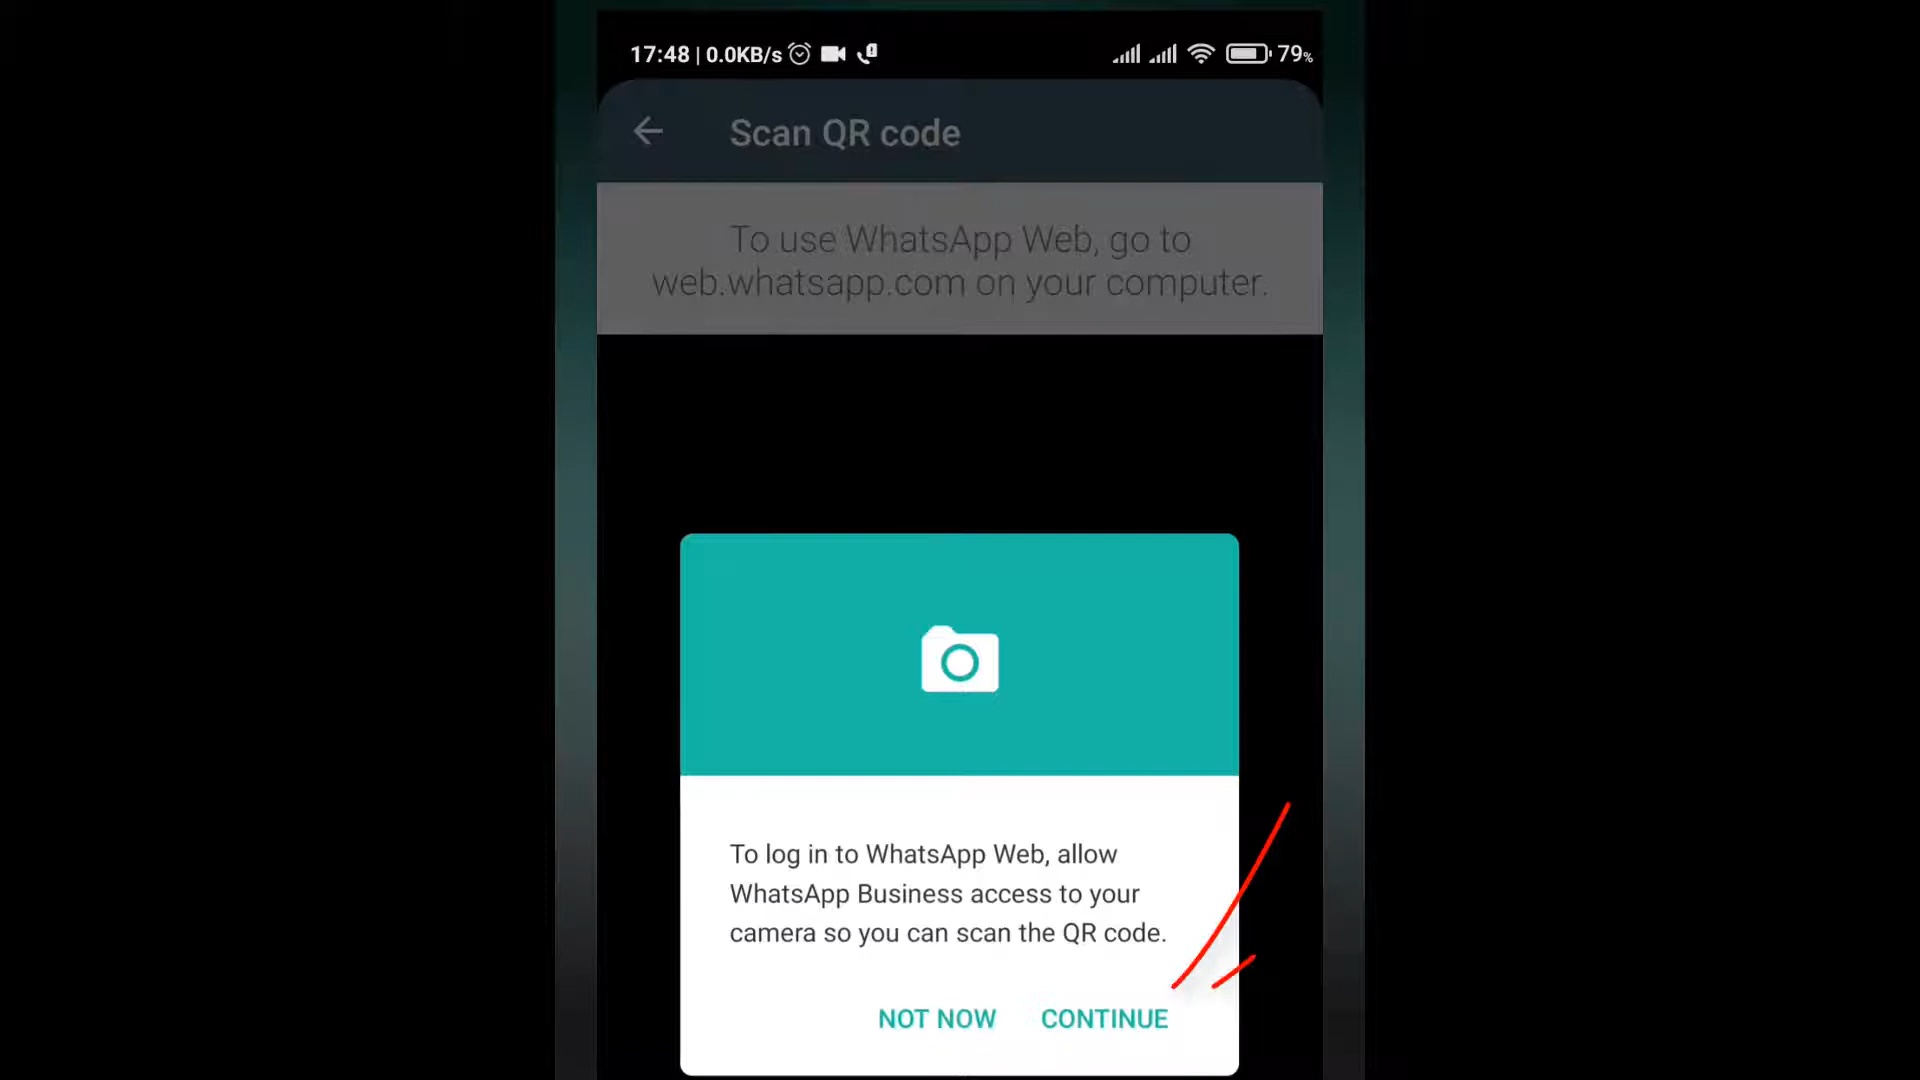 17:48 | 0.0KB/s 79%
Scan QR code
To use WhatsApp Web, go to
web.whatsapp.com on your computer.
To log in to WhatsApp Web, allow
WhatsApp Business access to your
camera so you can scan the QR code.
NOT NOW CONTINUE